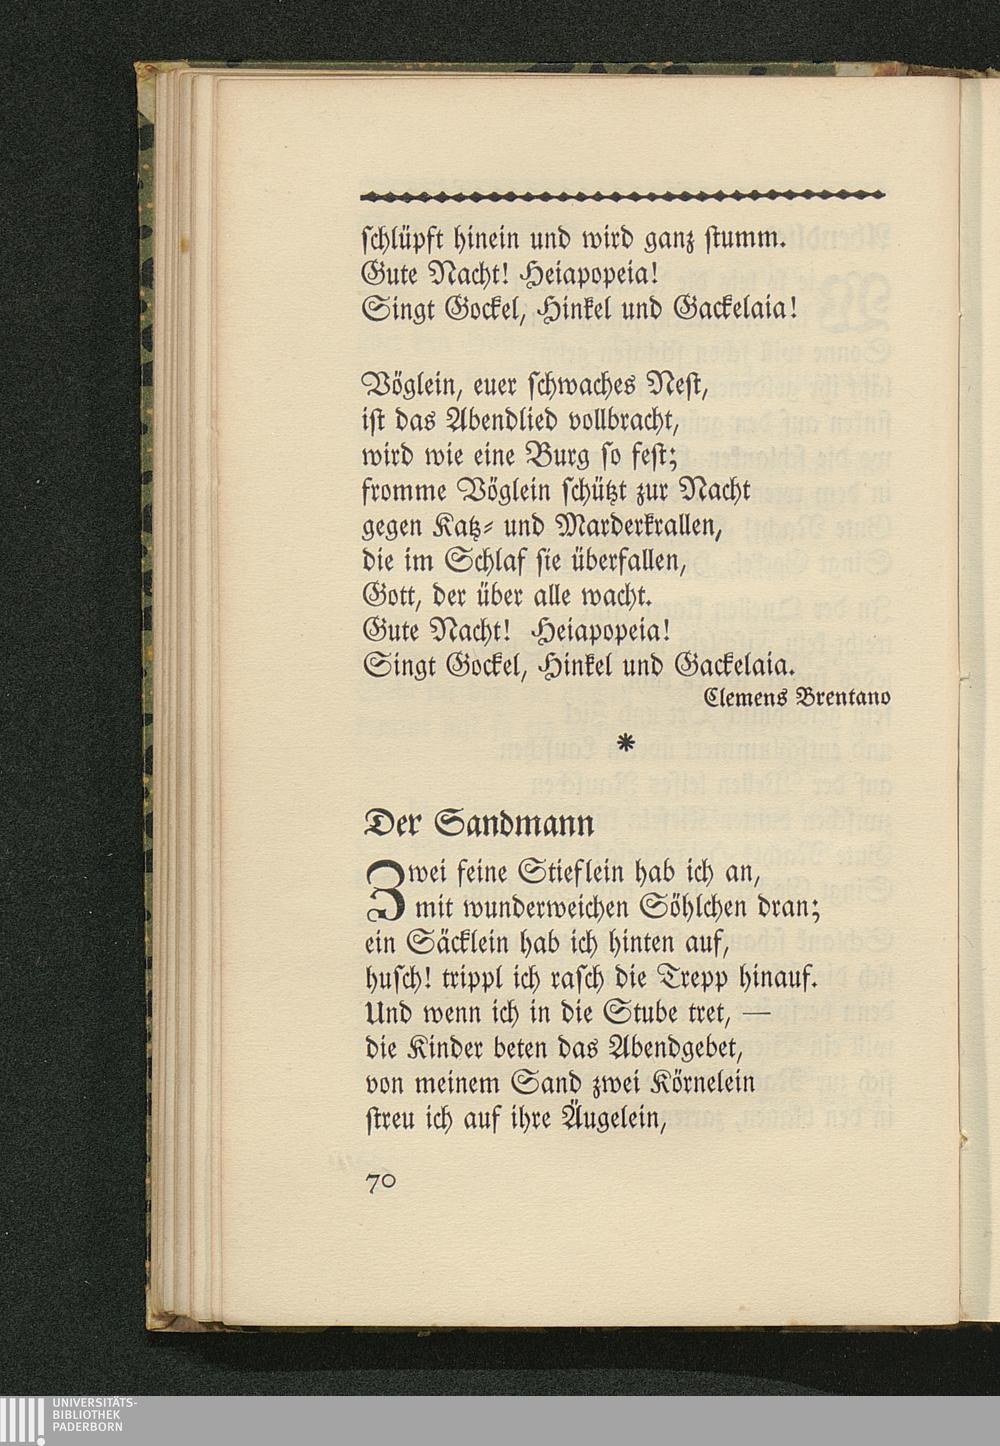 schlüpft hinein und wird ganz stumm.
Gute Nacht! Heiapopeia!
Singt Gockel, Hinkel und Gackelaia!
Vöglein, euer schwaches Nest,
ist das Abendlied vollbracht,
wird wie eine Burg so fest;
fromme Vöglein schützt zur Nacht
gegen Katz- und Marderkrallen,
die im Schlaf sie überfallen,
Gott, der über alle wacht.
Gute Nacht! Heiapopeia!
Singt Gockel, Hinkel und Gackelaia.
Clemens Brentano
*
Der Sandmann
Zwei feine Stieflein hab ich an,
mit wunderweichen Söhlchen dran;
ein Säcklein hab ich hinten auf,
husch! trippl ich rasch die Trepp hinauf.
Und wenn ich in die Stube tret, —
die Kinder beten das Abendgebet,
von meinem Sand zwei Körnelein
streu ich auf ihre Äugelein,
70
UNIVERSITÄTS-
BIBLIOTHEK
PADERBORN